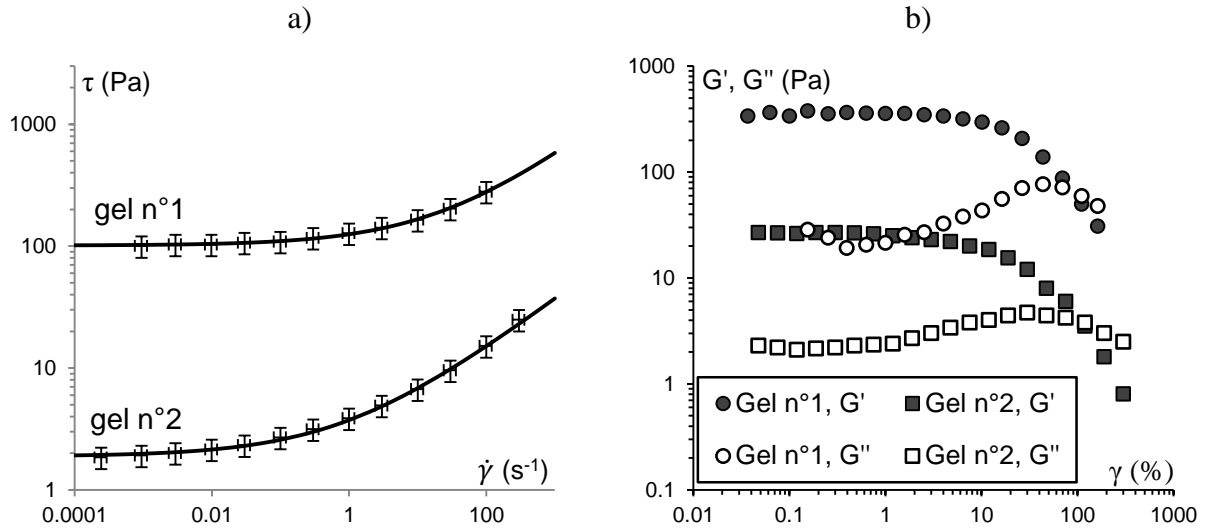 a)
τ (Pa)
1000
100
10
1
gel n°1
gel n°2
γ̇ (s-1)
0.0001
0.01
1
100
b)
G', G" (Pa)
1000
100
10
1
0.1
Gel n°1, G'
Gel n°2, G'
Gel n°1, G"
Gel n°2, G"
γ (%)
0.01
0.1
1
10
100
1000